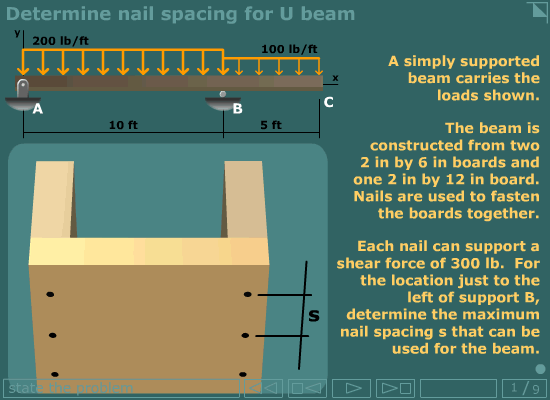 Determine nail spacing for U beam
y
200 lb/ft
100 lb/ft
x
A
B
C
10 ft
5 ft
A simply supported
beam carries the
loads shown.
The beam is
constructed from two
2 in by 6 in boards and
one 2 in by 12 in board.
Nails are used to fasten
the boards together.
Each nail can support a
shear force of 300 lb. For
the location just to the
left of support B,
determine the maximum
nail spacing s that can be
used for the beam.
s
state the problem
1 / 9